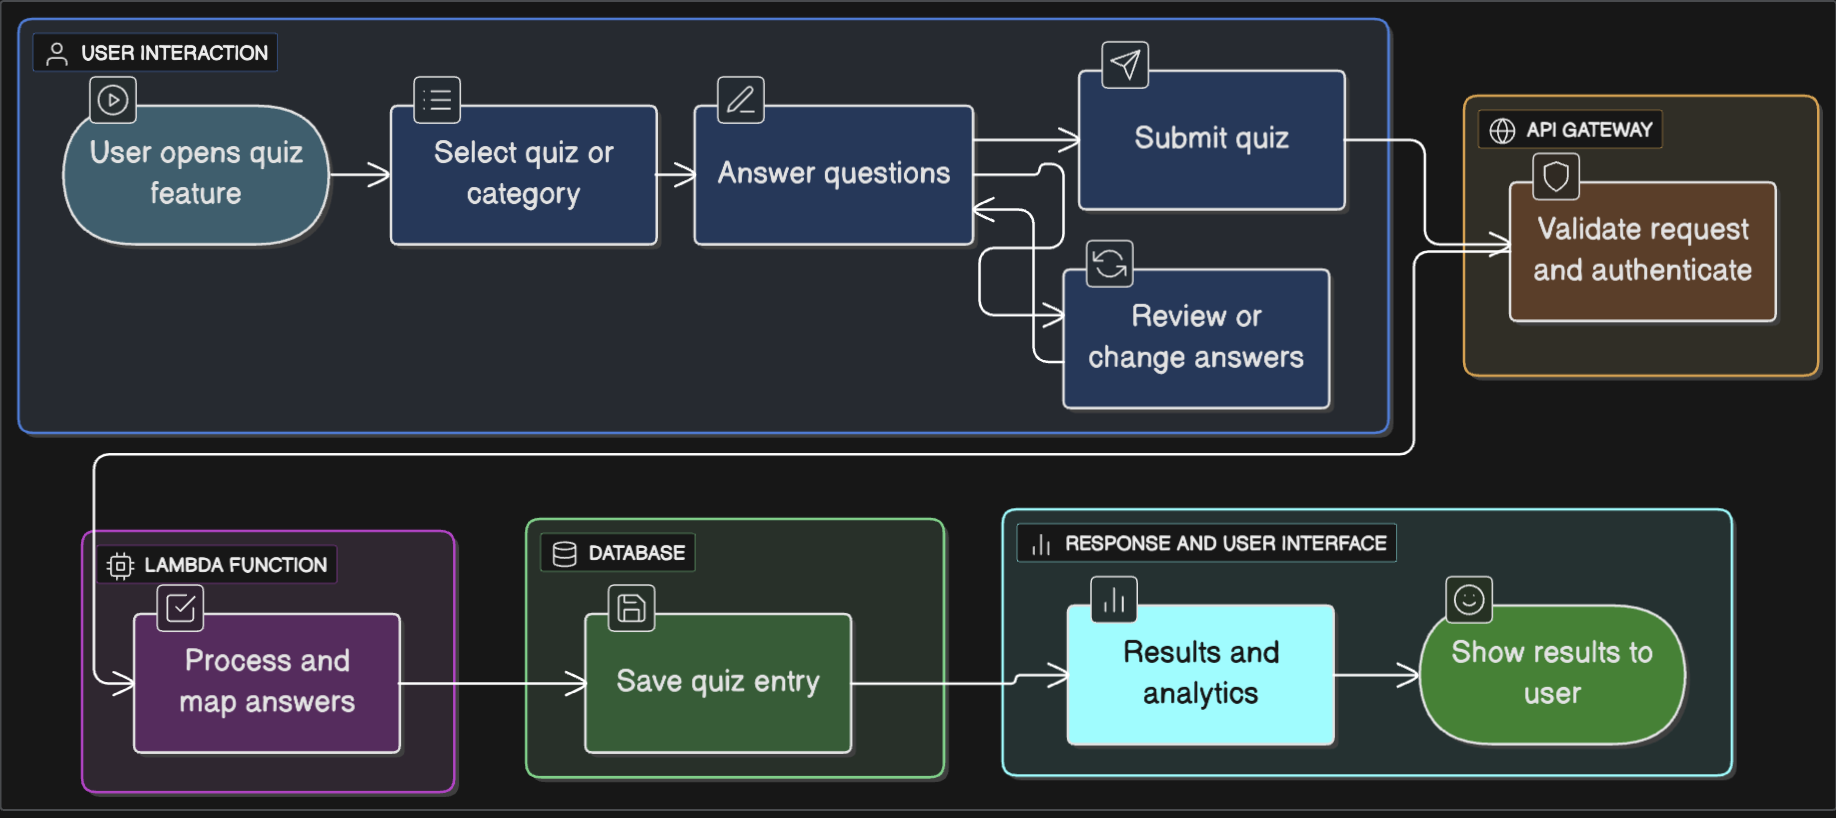 USER INTERACTION
User opens quiz
feature
Select quiz or
category
Answer questions
Submit quiz
Review or
change answers
API GATEWAY
Validate request
and authenticate
LAMBDA FUNCTION
Process and
map answers
DATABASE
Save quiz entry
RESPONSE AND USER INTERFACE
Results and
analytics
Show results to
user